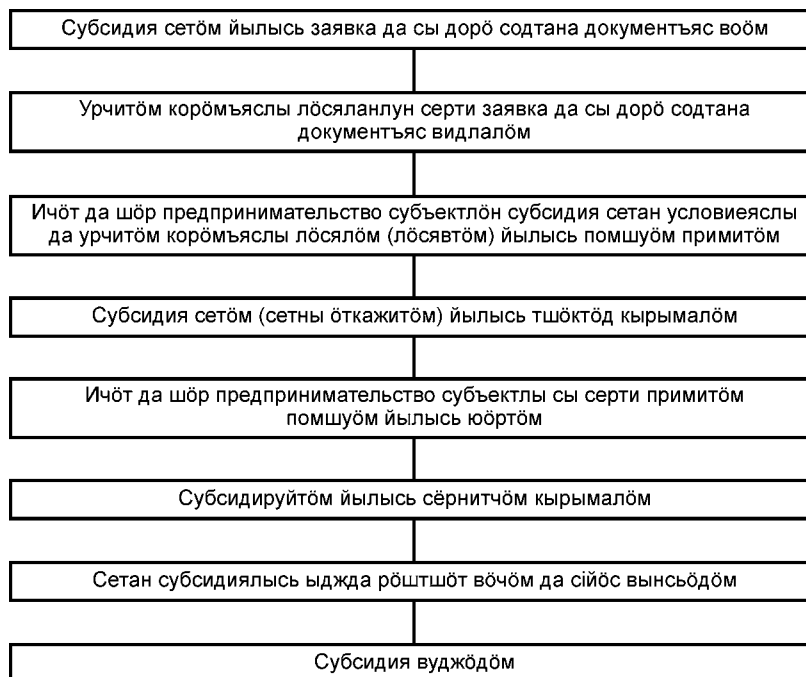 Субсидия сетӧм йылысь заявка да сы дорӧ содтана документъяс воӧм
Урчитӧм корӧмъяслы лӧсяланлун серти заявка да сы дорӧ содтана
документъяс видлалӧм
Ичӧт да шӧр предпринимательство субъектлӧн субсидия сетан условиеяслы
да урчитӧм корӧмъяслы лӧсялӧм (лӧсявтӧм) йылысь помшуӧм примитӧм
Субсидия сетӧм (сетны ӧткажитӧм) йылысь тшӧктӧд кырымалӧм
Ичӧт да шӧр предпринимательство субъектлы сы серти примитӧм
помшуӧм йылысь юӧртӧм
Субсидируйтӧм йылысь сёрнитчӧм кырымалӧм
Сетан субсидиялысь ыджда рӧштшӧт вӧчӧм да сійӧс вынсьӧдӧм
Субсидия вуджӧдӧм